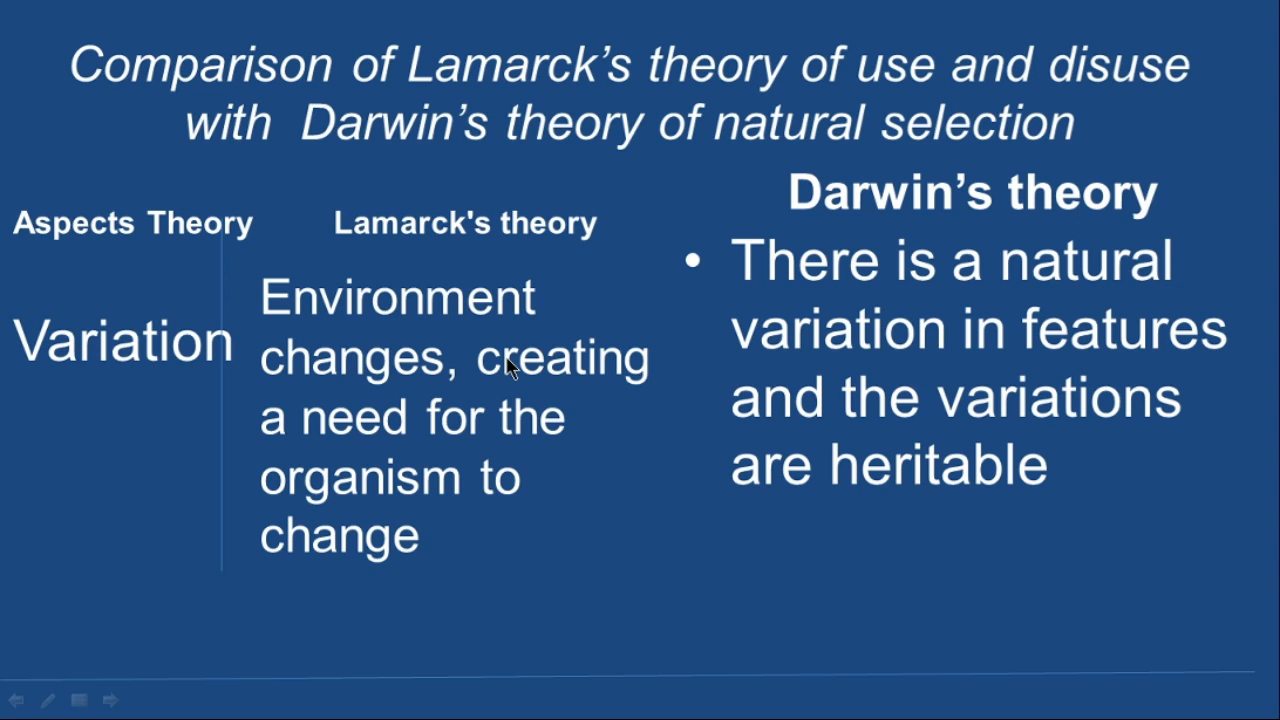 Comparison of Lamarck’s theory of use and disuse
with Darwin’s theory of natural selection
Aspects Theory
Lamarck's theory
Darwin’s theory
Variation
Environment
changes, creating
a need for the
organism to
change
• There is a natural
variation in features
and the variations
are heritable